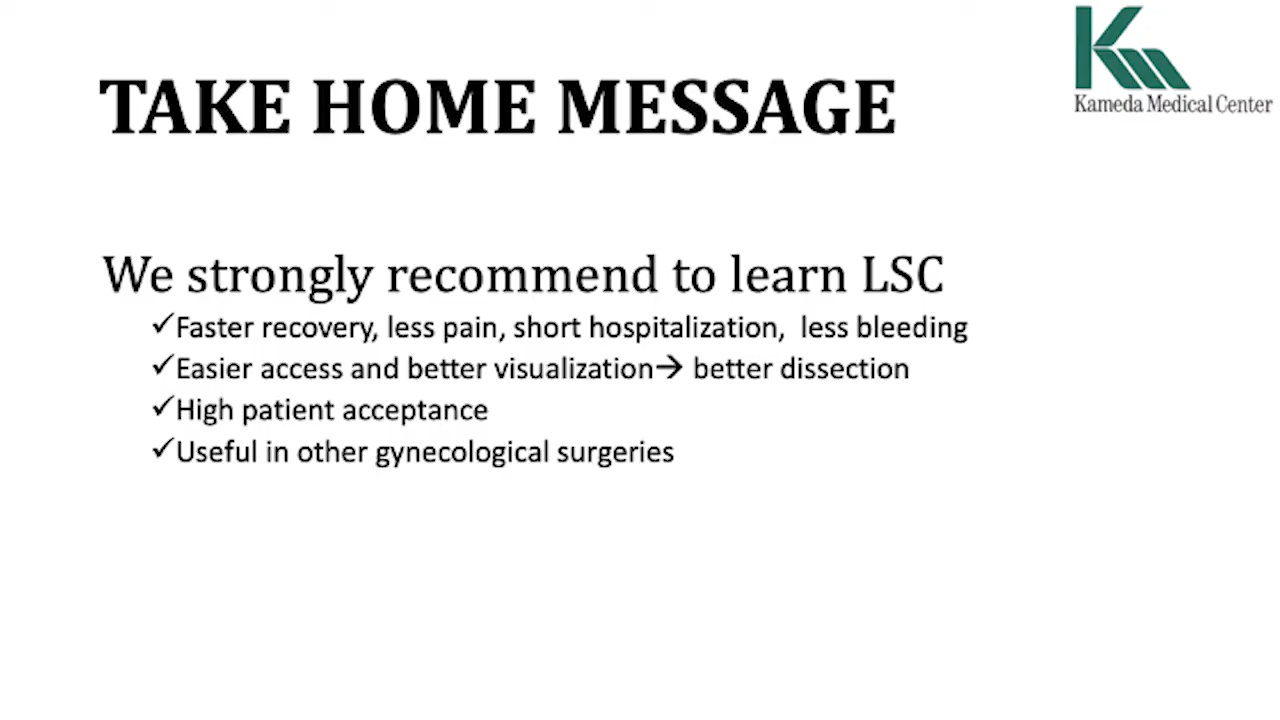 TAKE HOME MESSAGE
Kameda Medical Center
We strongly recommend to learn LSC
✓Faster recovery, less pain, short hospitalization, less bleeding
✓Easier access and better visualization→ better dissection
✓High patient acceptance
✓Useful in other gynecological surgeries